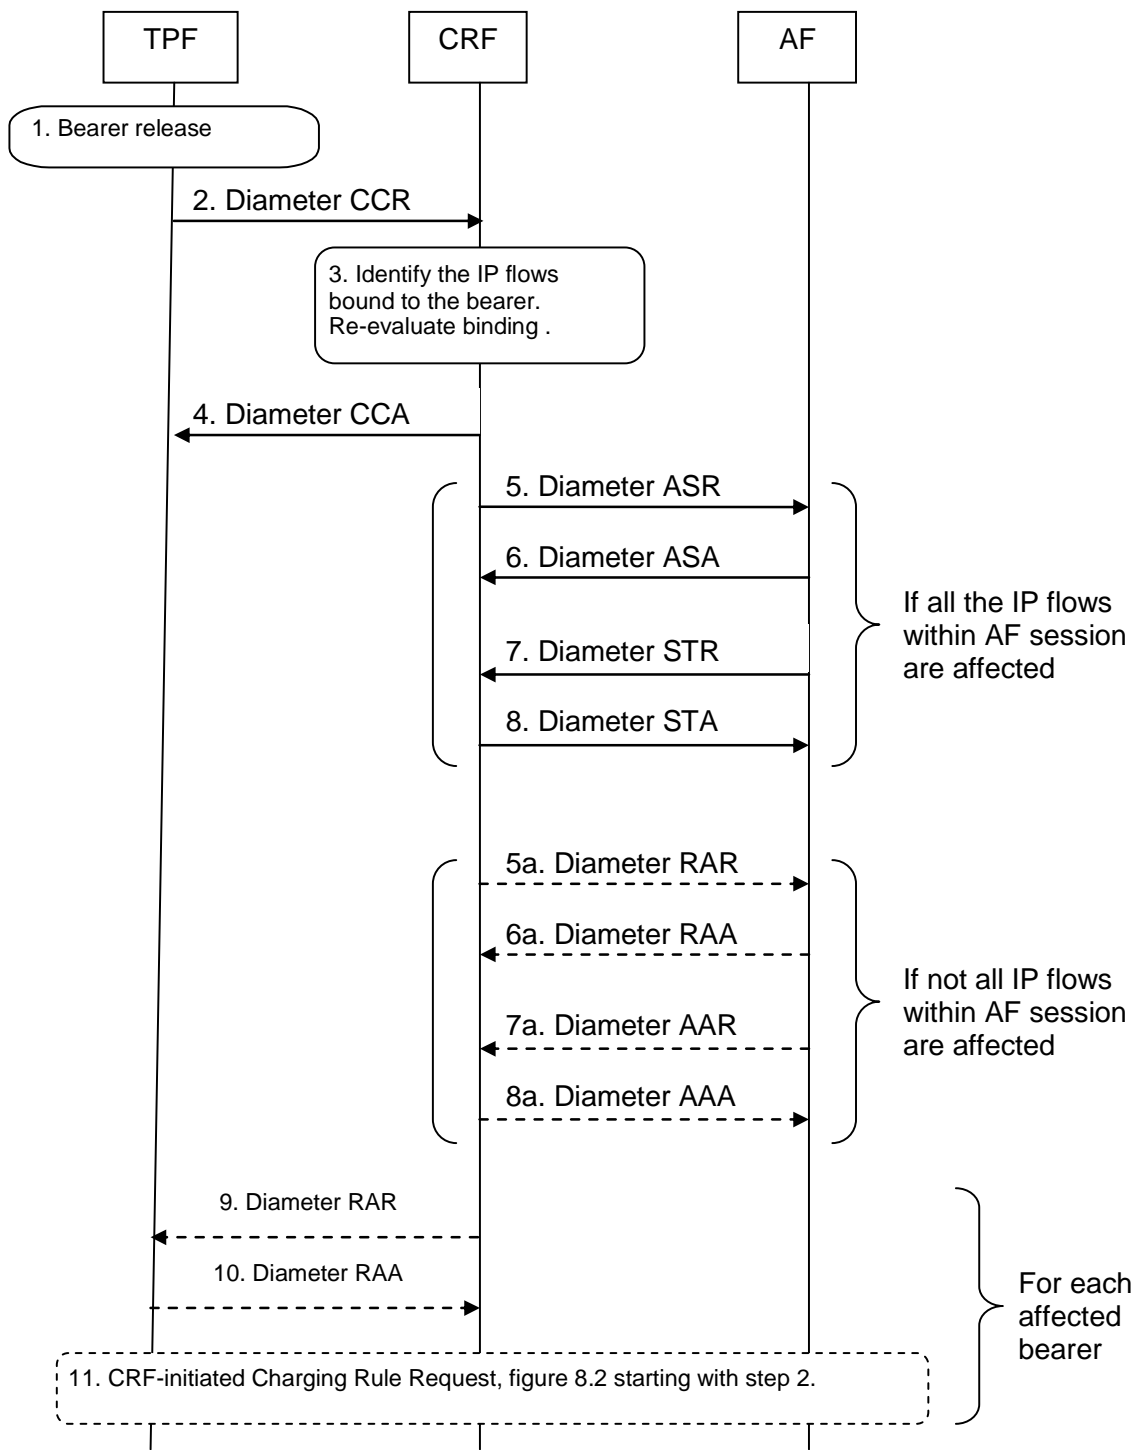 TPF
CRF
AF
1. Bearer release
2. Diameter CCR
3. Identify the IP flows
bound to the bearer.
Re-evaluate binding .
4. Diameter CCA
5. Diameter ASR
6. Diameter ASA
7. Diameter STR
8. Diameter STA
If all the IP flows
within AF session
are affected
5a. Diameter RAR
6a. Diameter RAA
7a. Diameter AAR
8a. Diameter AAA
If not all IP flows
within AF session
are affected
9. Diameter RAR
10. Diameter RAA
For each
affected
bearer
11. CRF-initiated Charging Rule Request, figure 8.2 starting with step 2.